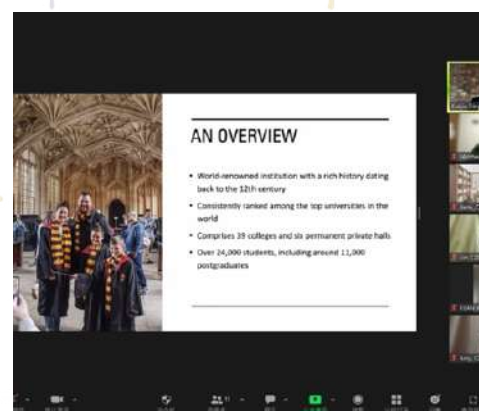 AN OVERVIEW
• World-renowned institution with a rich history dating
back to the 12th century
• Consistently ranked among the top universities in the
world
• Comprises 39 colleges and six permanent private halls
• Over 24,000 students, including around 11,000
postgraduates